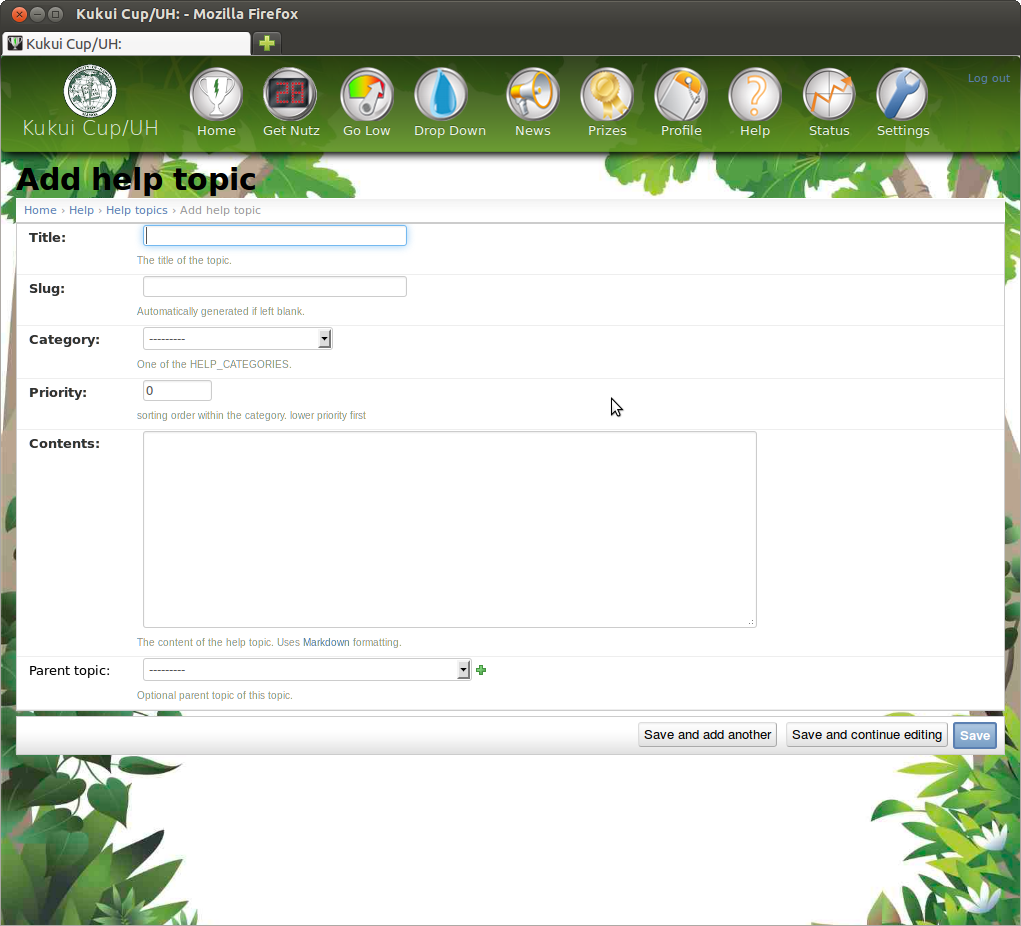 Kukui Cup/UH: - Mozilla Firefox
Kukui Cup/UH:
Log out
28
Kukui Cup/UH
Home Get Nutz Go Low Drop Down News Prizes Profile Help Status Settings
Add help topic
Home › Help › Help topics › Add help topic
Title:
The title of the topic.
Slug:
Automatically generated if left blank.
Category: ---------
One of the HELP_CATEGORIES.
Priority: 0
sorting order within the category. lower priority first
Contents:
The content of the help topic. Uses Markdown formatting.
Parent topic: ---------
Optional parent topic of this topic.
Save and add another Save and continue editing Save